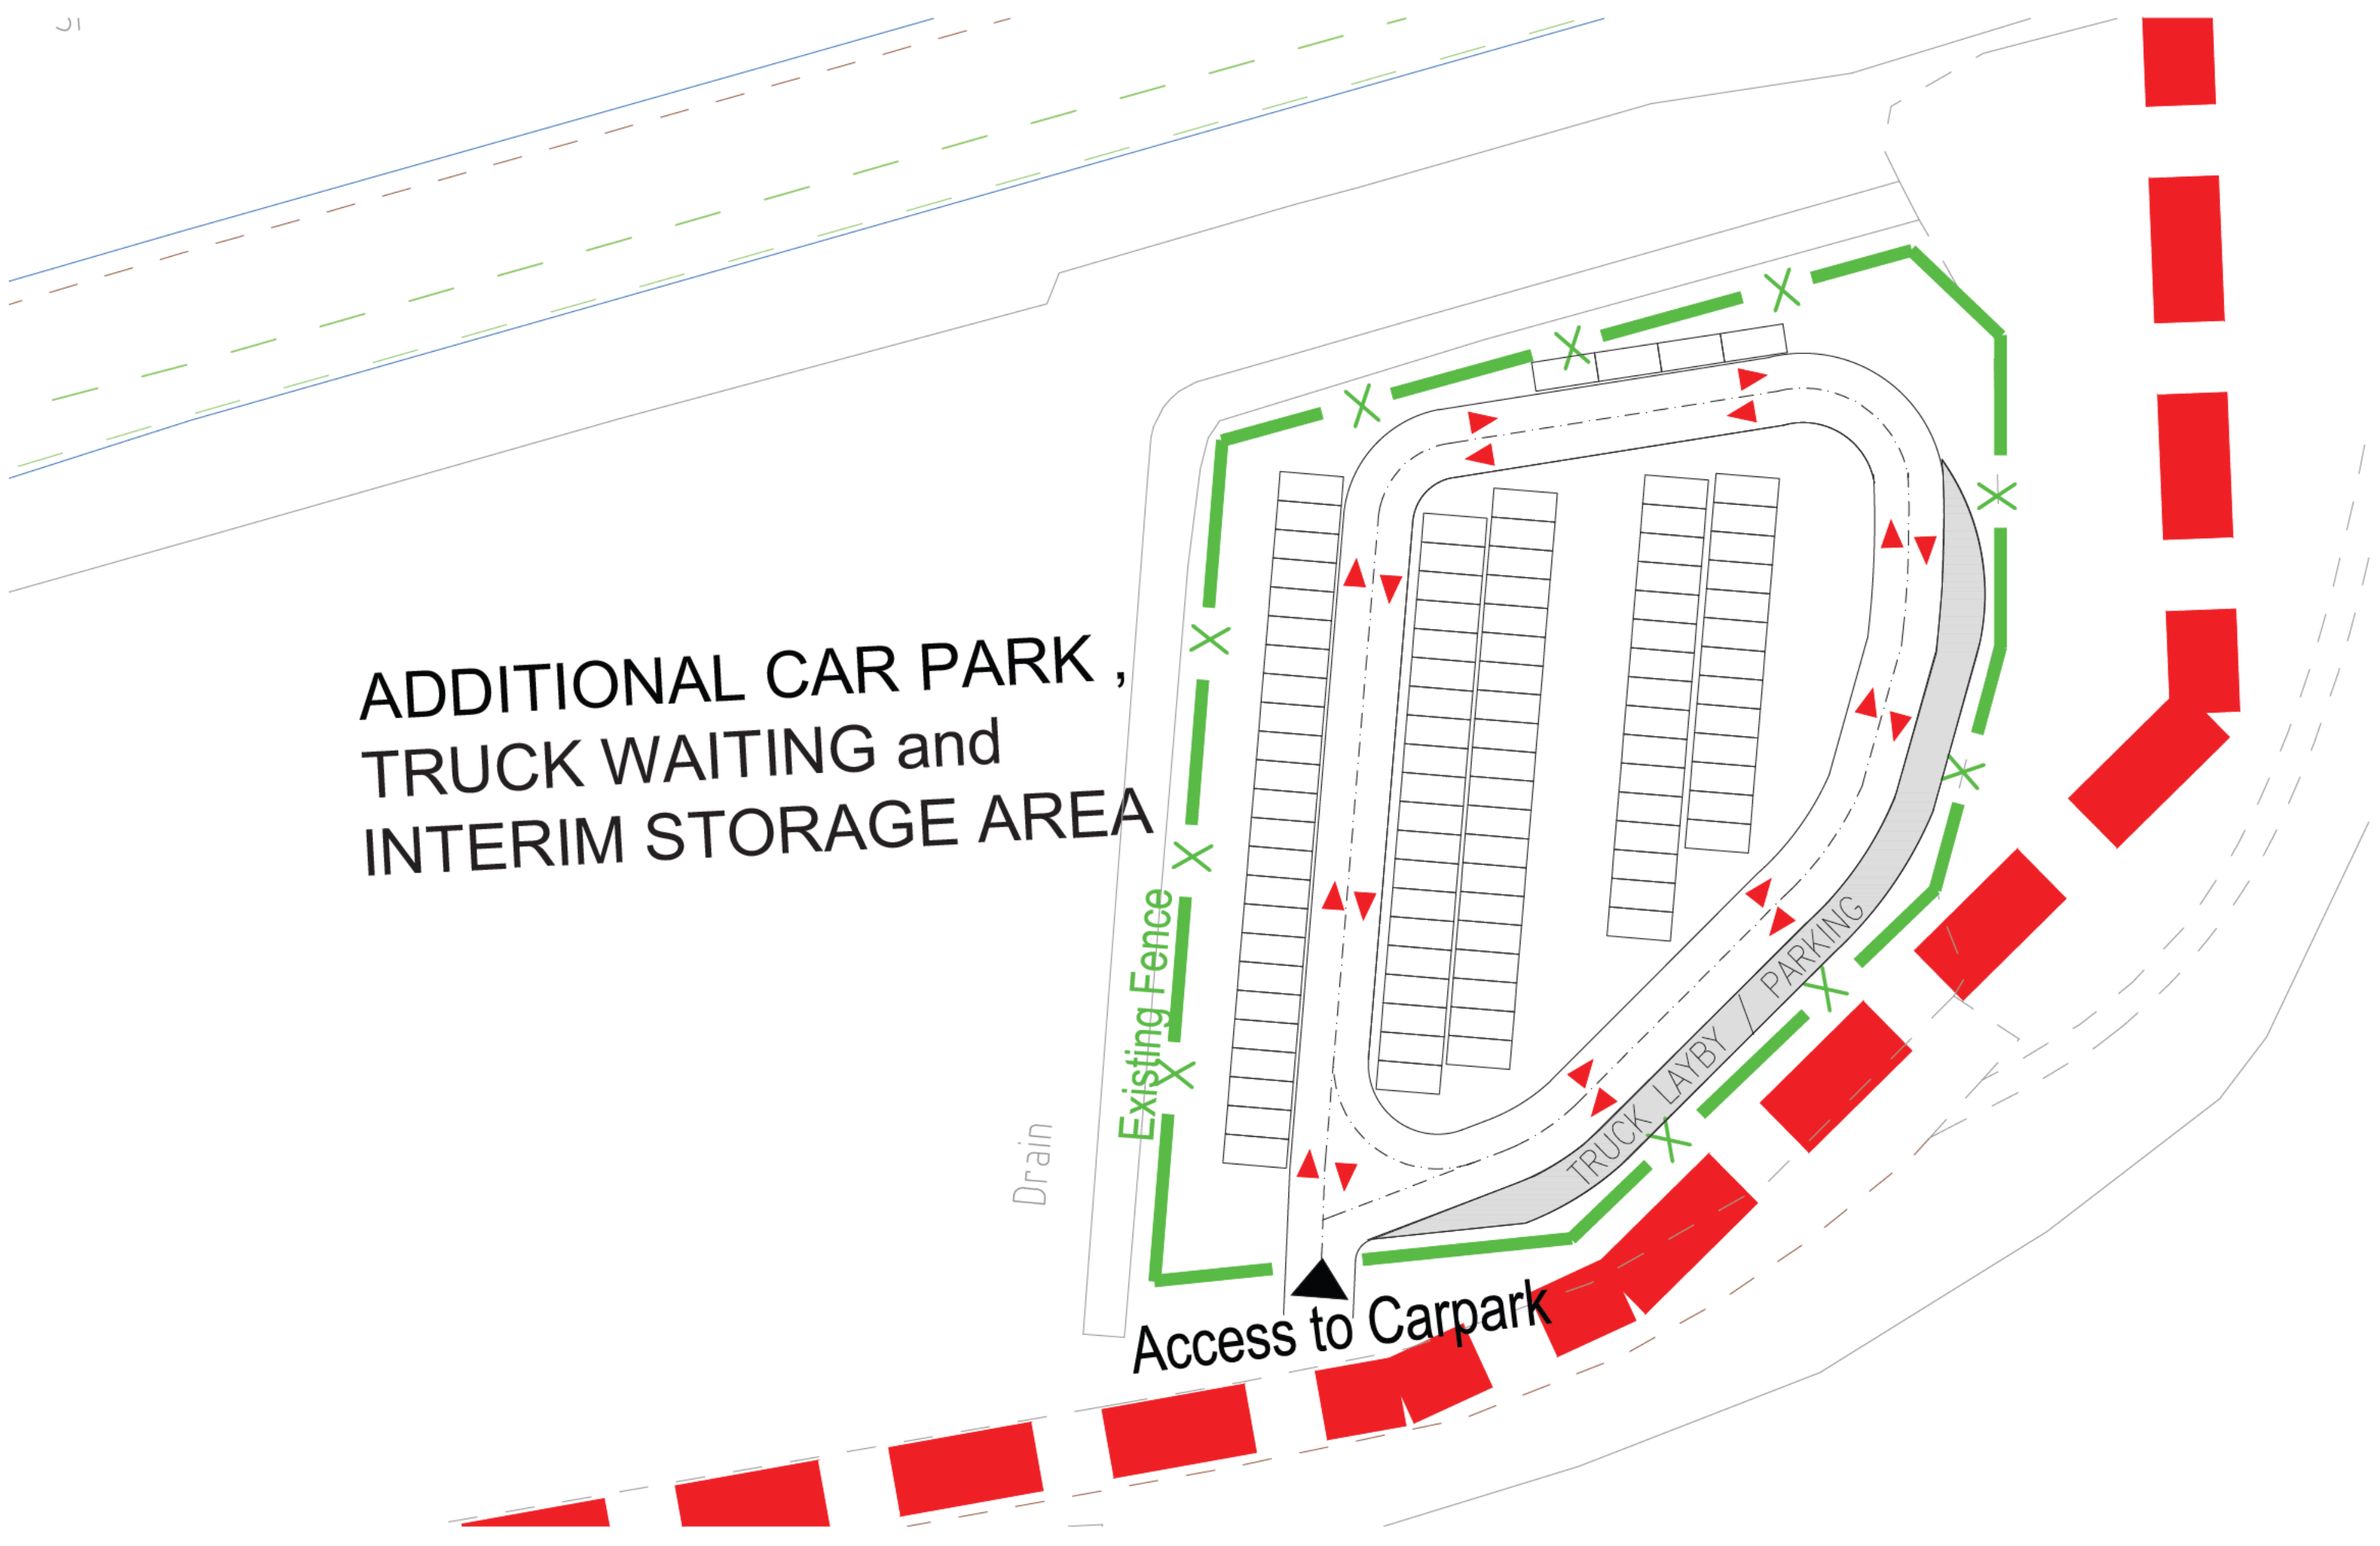 ADDITIONAL CAR PARK ,
TRUCK WAITING and
INTERIM STORAGE AREA
Existing Fence
Drain
TRUCK LAYBY / PARKING
Access to Carpark